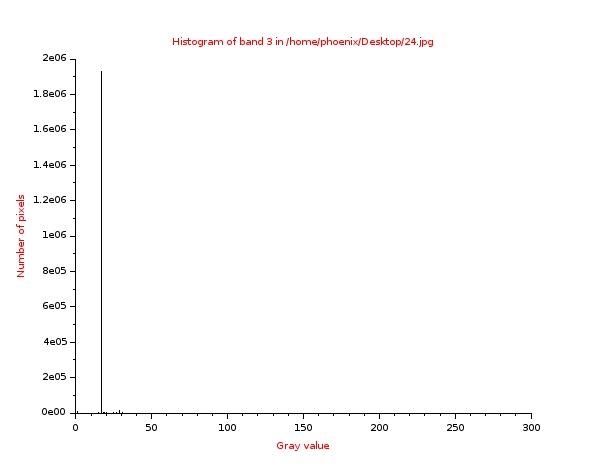 Histogram of band 3 in /home/phoenix/Desktop/24.jpg
2e06
1.8e06
1.6e06
1.4e06
1.2e06
1e06
8e05
6e05
4e05
2e05
0e00
Number of pixels
0 50 100 150 200 250 300
Gray value